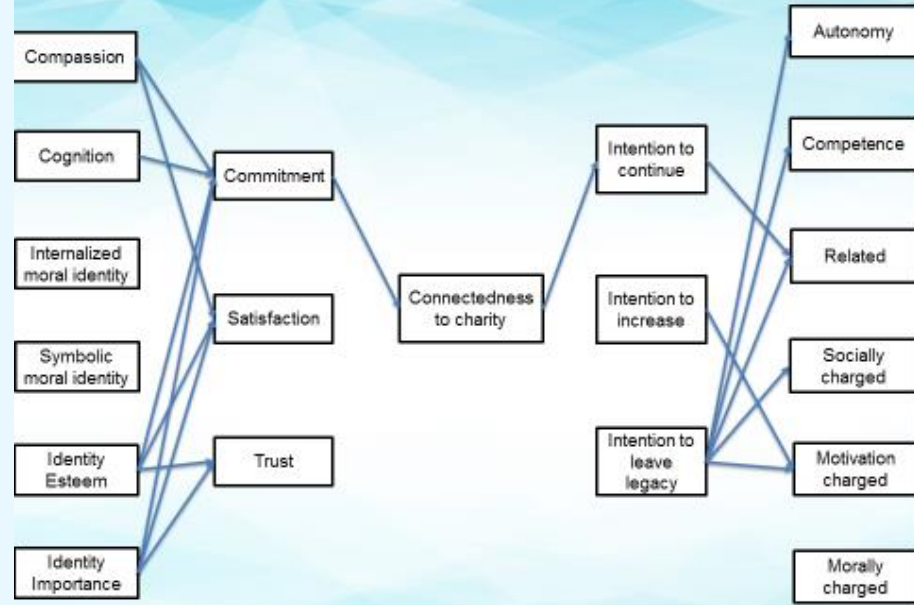 Compassion
Cognition
Internalized
moral identity
Symbolic
moral identity
Identity
Esteem
Identity
Importance
Commitment
Satisfaction
Trust
Connectedness
to charity
Intention to
continue
Intention to
increase
Intention to
leave
legacy
Autonomy
Competence
Related
Socially
charged
Motivation
charged
Morally
charged